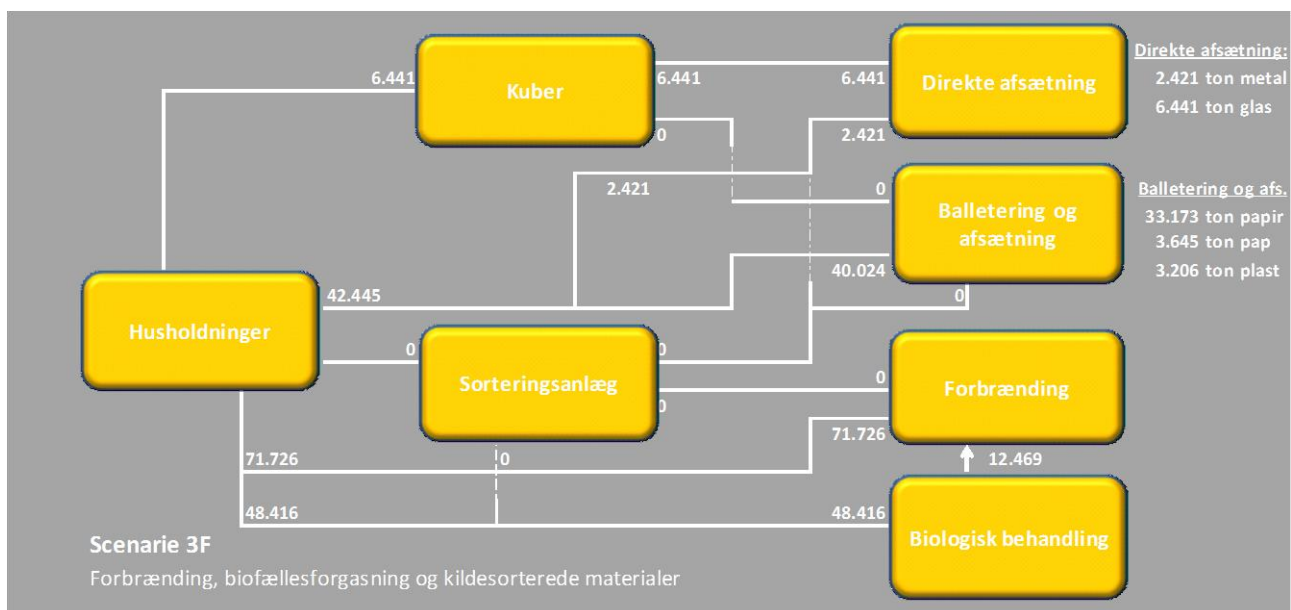 Direkte afsætning:
6.441
6.441
6.441
2.421 ton metal
Kuber
Direkte afsætning
6.441 ton glas
0
2.421
2.421
0
Balletering og afs.
Balletering og
afsætning
33.173 ton papir
3.645 ton pap
40.024
3.206 ton plast
42.445
0
Husholdninger
0
0
Sorteringsanlæg
0
Forbrænding
0
71.726
71.726
0
12.469
48.416
48.416
Biologisk behandling
Scenarie 3F
Forbrænding, biofællesforgasning og kildesorterede materialer